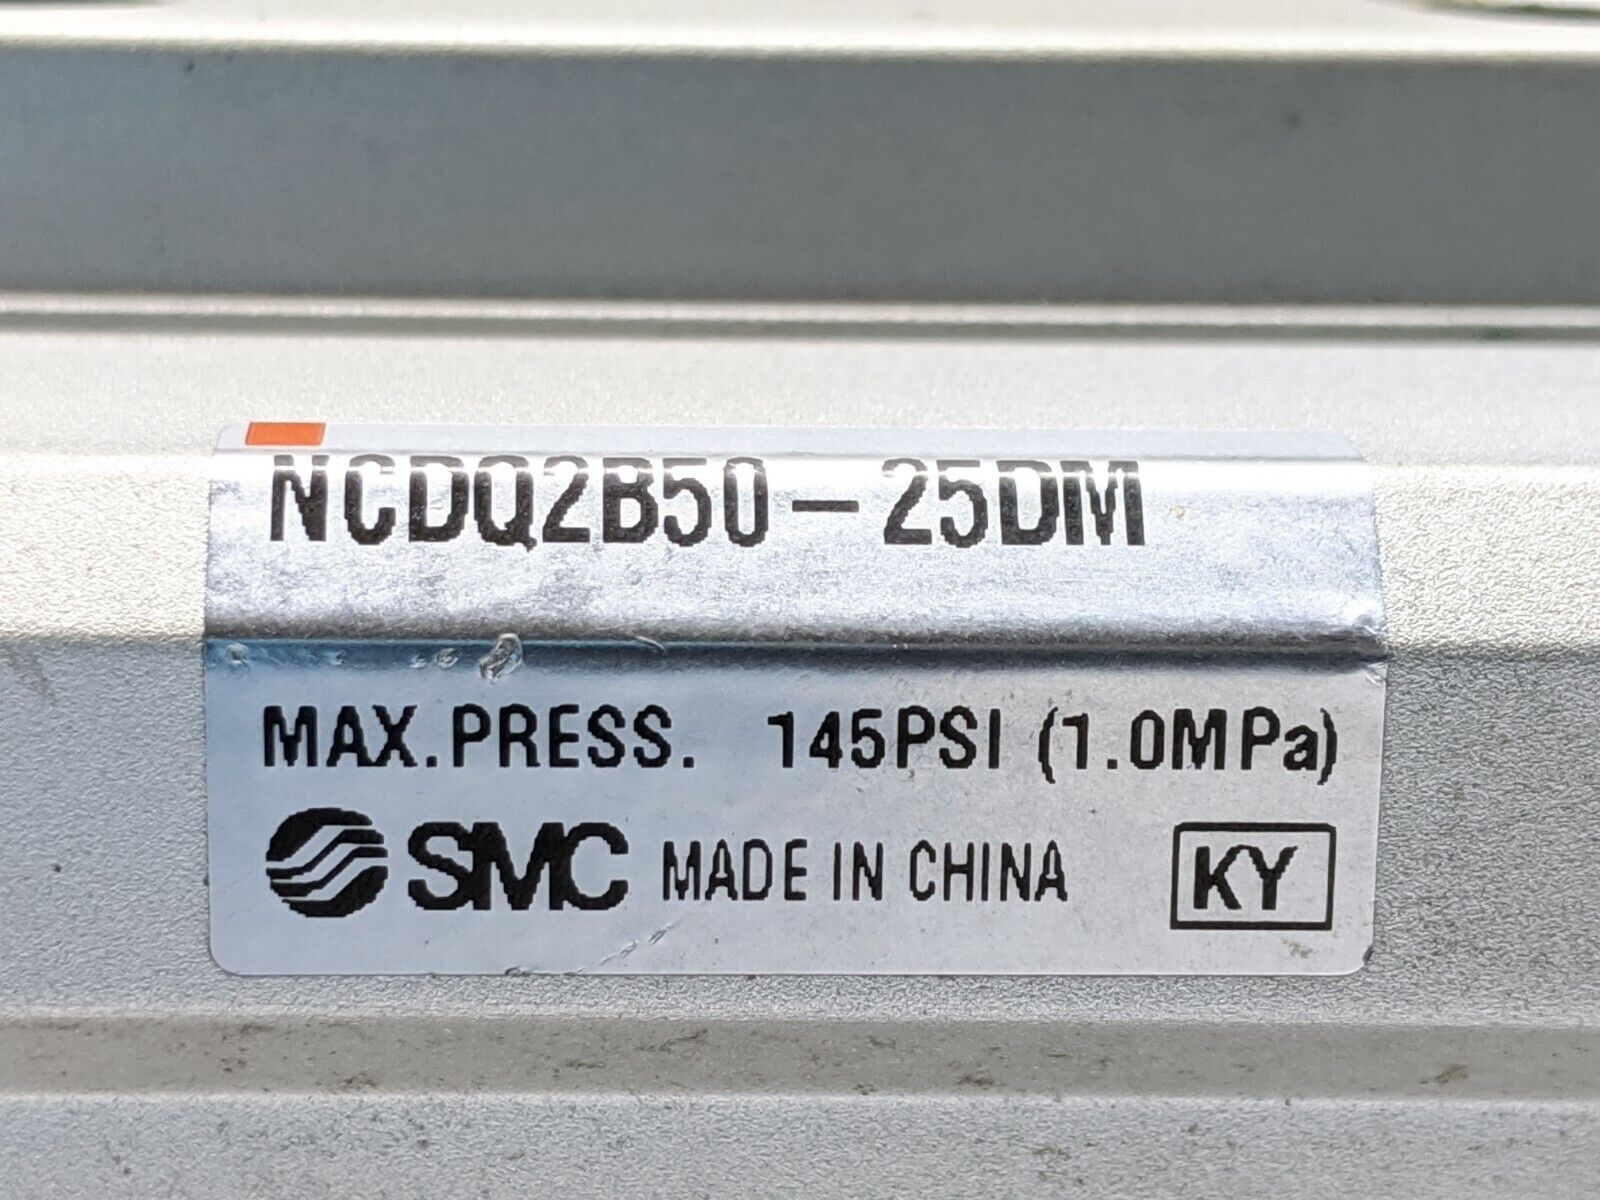 NCDQ2B50-25DM
MAX.PRESS. 145PSI (1.0MPa)
SMC MADE IN CHINA KY